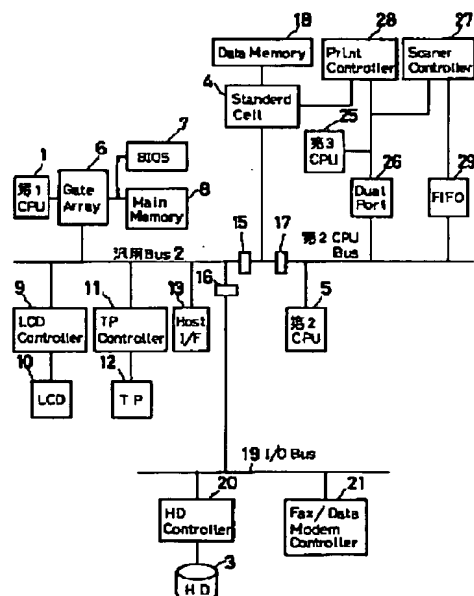 18
28
27
Data Memory
Print
Controller
Scaner
Controller
4
Standerd
Cell
25
7
第3
CPU
26
29
1
6
BIOS
8
第1
CPU
Gate
Array
Main
Memory
Dual
Port
FIFO
15
17
汎用Bus 2
第2 CPU
Bus
16
9
11
13
5
LCD
Controller
TP
Controller
Host
I/F
第2
CPU
10
12
LCD
TP
19 I/O Bus
20
21
HD
Controller
Fax/Data
Modem
Controller
3
HD